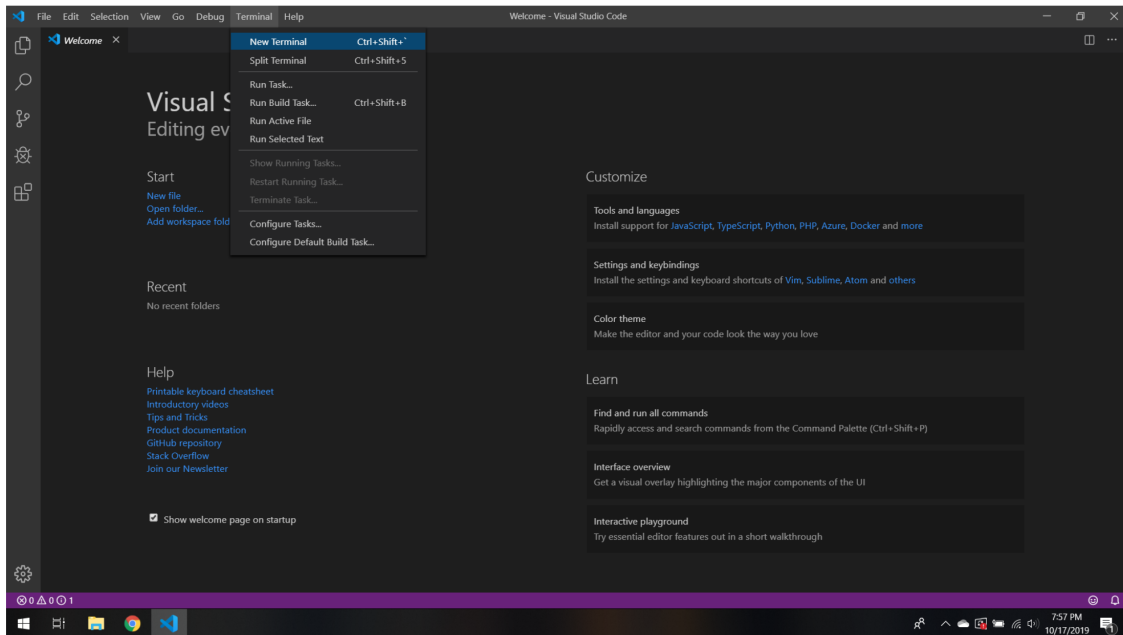 File Edit Selection View Go Debug Terminal Help Welcome - Visual Studio Code
Welcome
New Terminal Ctrl+Shift+`
Split Terminal Ctrl+Shift+5
Run Task...
Run Build Task... Ctrl+Shift+B
Run Active File
Run Selected Text
Show Running Tasks...
Restart Running Task...
Terminate Task...
Configure Tasks...
Configure Default Build Task...
Visual S
Editing ev
Start
New file
Open folder...
Add workspace fold
Recent
No recent folders
Help
Printable keyboard cheatsheet
Introductory videos
Tips and Tricks
Product documentation
GitHub repository
Stack Overflow
Join our Newsletter
Show welcome page on startup
Customize
Tools and languages
Install support for JavaScript, TypeScript, Python, PHP, Azure, Docker and more
Settings and keybindings
Install the settings and keyboard shortcuts of Vim, Sublime, Atom and others
Color theme
Make the editor and your code look the way you love
Learn
Find and run all commands
Rapidly access and search commands from the Command Palette (Ctrl+Shift+P)
Interface overview
Get a visual overlay highlighting the major components of the UI
Interactive playground
Try essential editor features out in a short walkthrough
0 0 1
7:57 PM
10/17/2019
1